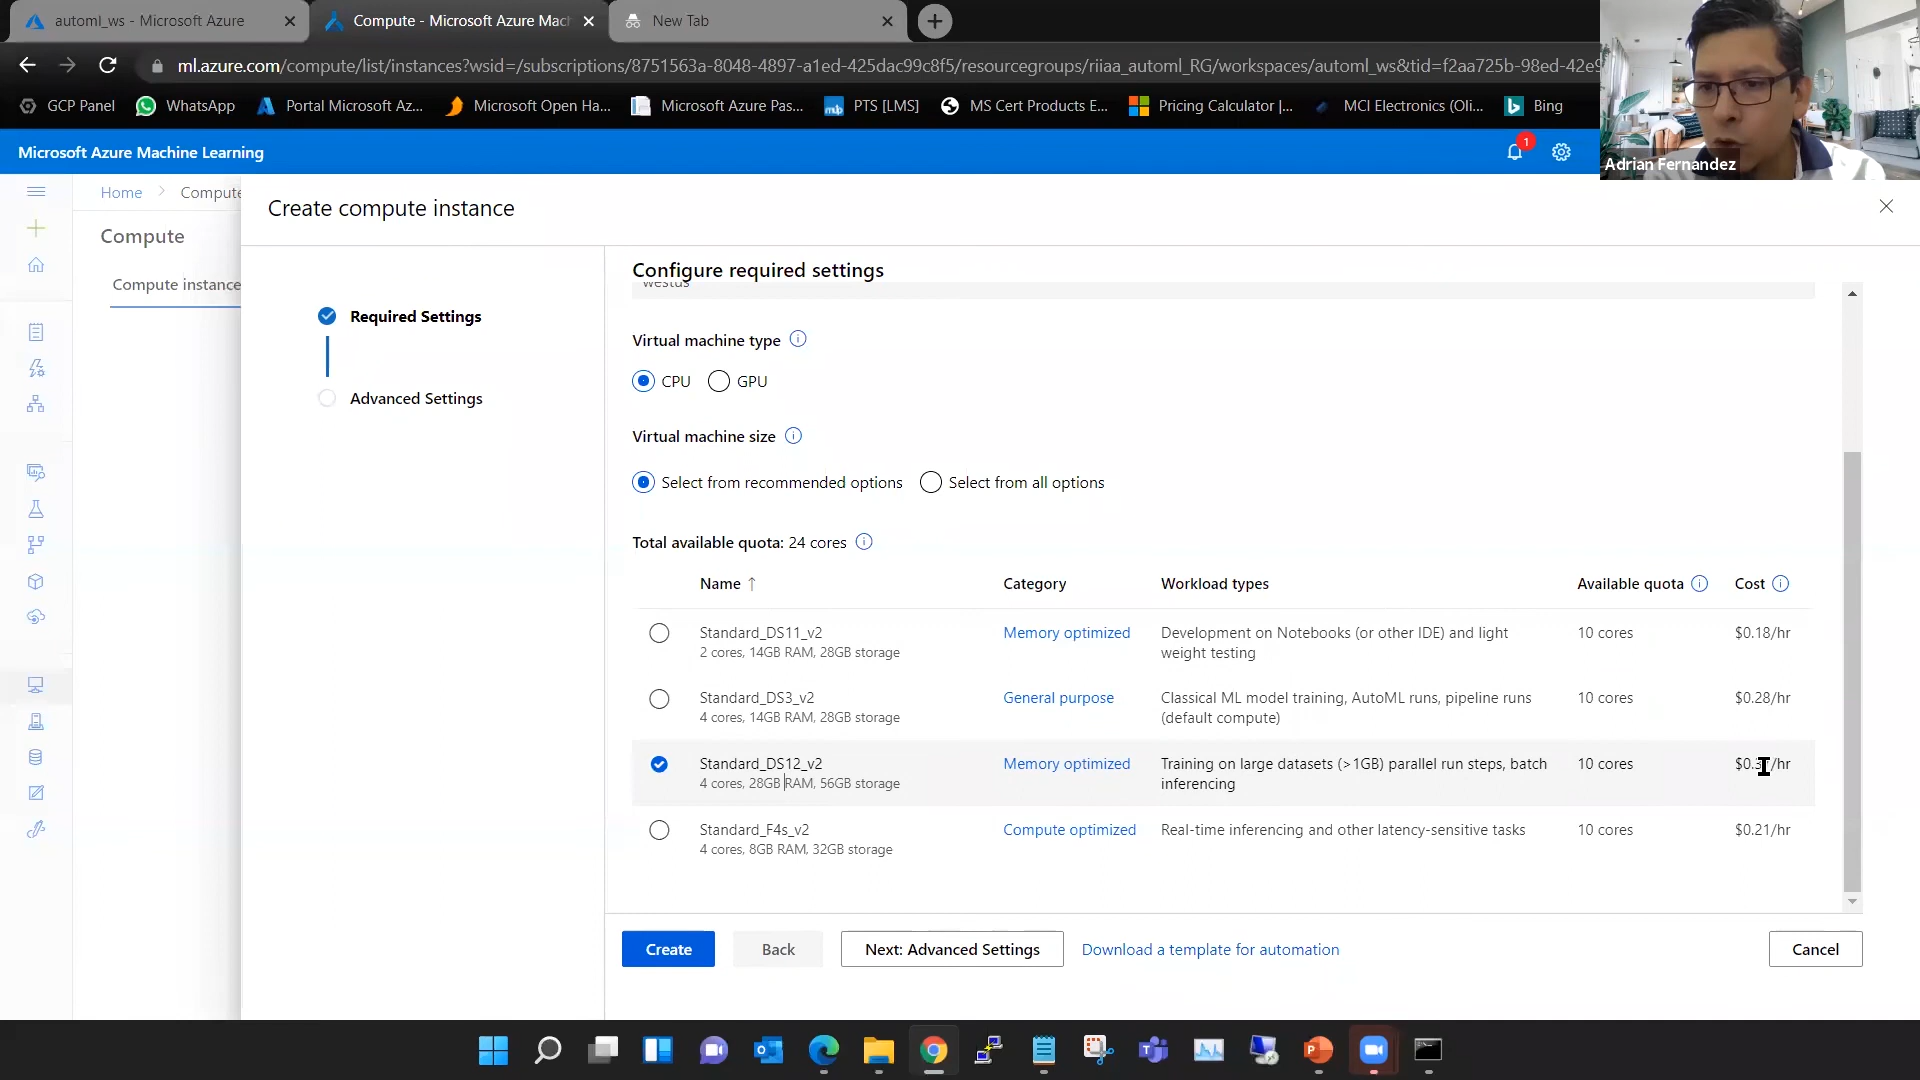 automl_ws - Microsoft Azure
Compute - Microsoft Azure Mac
New Tab
ml.azure.com/compute/list/instances?wsid=/subscriptions/8751563a-8048-4897-a1ed-425dac99c8f5/resourcegroups/riiaa_automl_RG/workspaces/automl_ws&tid=f2aa725b-98ed-42e9
GCP Panel
WhatsApp
Portal Microsoft Az...
Microsoft Open Ha...
Microsoft Azure Pas...
PTS [LMS]
MS Cert Products E...
Pricing Calculator |...
MCI Electronics (Oli...
Bing
Adrian Fernandez
Microsoft Azure Machine Learning
1
Home
Compute
Compute
Compute instance
Create compute instance
Required Settings
Advanced Settings
Configure required settings
westus
Virtual machine type
CPU
GPU
Virtual machine size
Select from recommended options
Select from all options
Total available quota: 24 cores
Name ↑ Category Workload types Available quota Cost
Standard_DS11_v2 Memory optimized Development on Notebooks (or other IDE) and light 10 cores $0.18/hr
2 cores, 14GB RAM, 28GB storage weight testing
Standard_DS3_v2 General purpose Classical ML model training, AutoML runs, pipeline runs 10 cores $0.28/hr
4 cores, 14GB RAM, 28GB storage (default compute)
Standard_DS12_v2 Memory optimized Training on large datasets (>1GB) parallel run steps, batch 10 cores
4 cores, 28GB RAM, 56GB storage inferencing
Standard_F4s_v2 Compute optimized Real-time inferencing and other latency-sensitive tasks 10 cores $0.21/hr
4 cores, 8GB RAM, 32GB storage
Create
Back
Next: Advanced Settings
Download a template for automation
Cancel